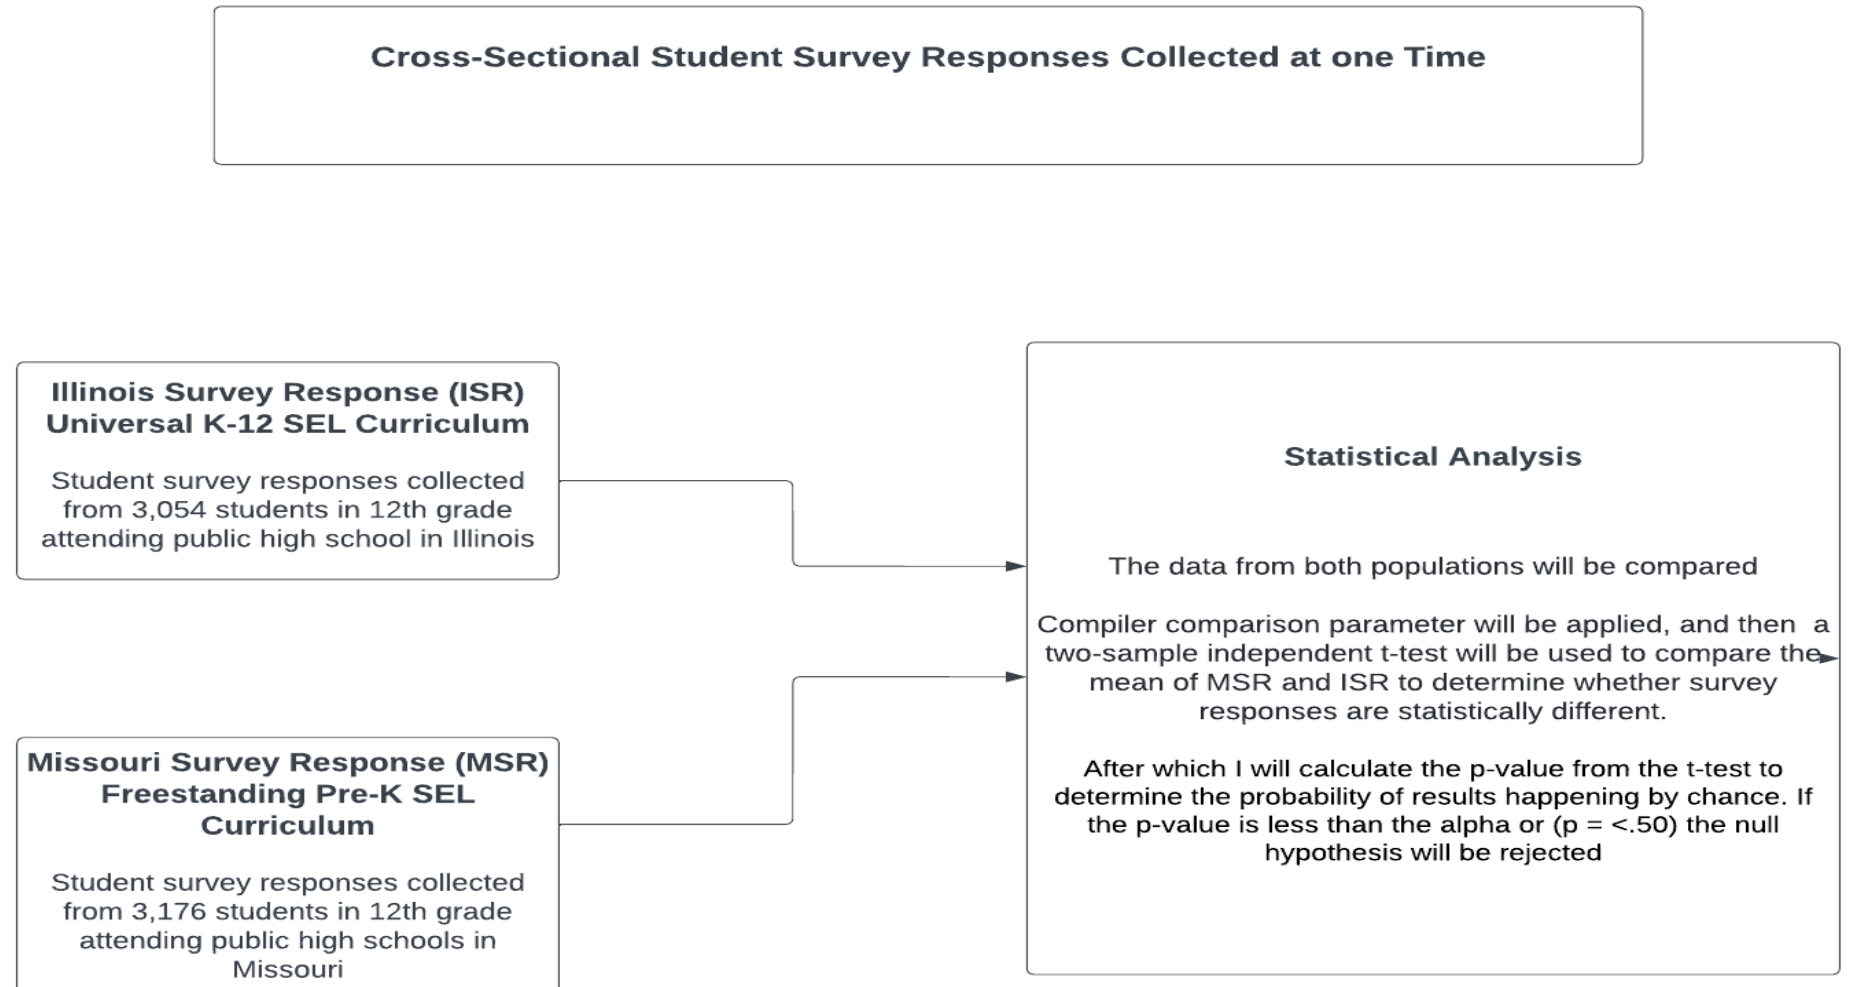 Cross-Sectional Student Survey Responses Collected at one Time
Illinois Survey Response (ISR)
Universal K-12 SEL Curriculum
Student survey responses collected
from 3,054 students in 12th grade
attending public high school in Illinois
Missouri Survey Response (MSR)
Freestanding Pre-K SEL
Curriculum
Student survey responses collected
from 3,176 students in 12th grade
attending public high schools in
Missouri
Statistical Analysis
The data from both populations will be compared
Compiler comparison parameter will be applied, and then a
two-sample independent t-test will be used to compare the
mean of MSR and ISR to determine whether survey
responses are statistically different.
After which I will calculate the p-value from the t-test to
determine the probability of results happening by chance. If
the p-value is less than the alpha or (p = <.50) the null
hypothesis will be rejected